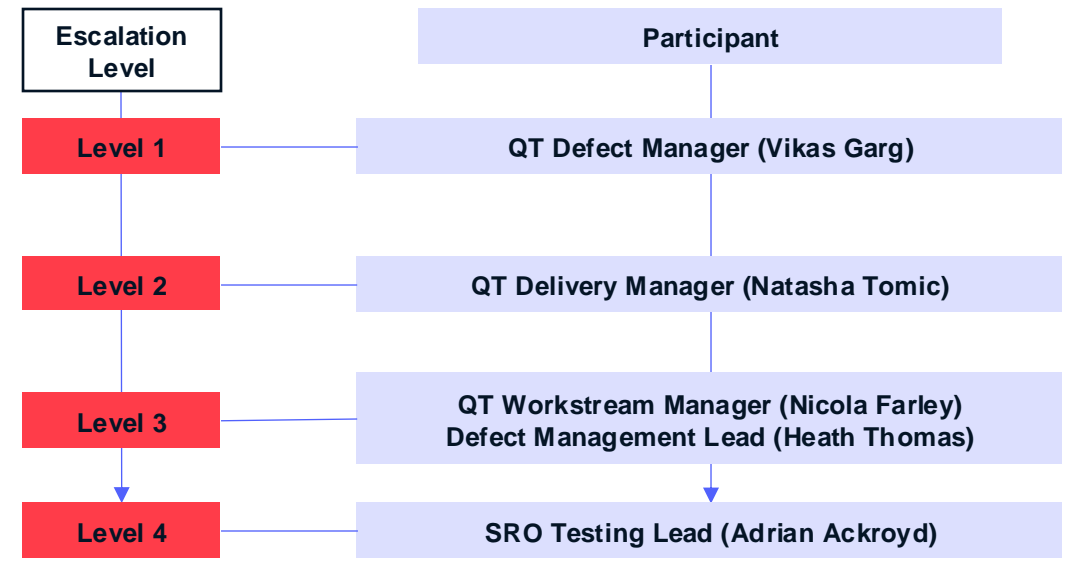 Escalation
Level
Participant
Level 1
QT Defect Manager (Vikas Garg)
Level 2
QT Delivery Manager (Natasha Tomic)
Level 3
QT Workstream Manager (Nicola Farley)
Defect Management Lead (Heath Thomas)
Level 4
SRO Testing Lead (Adrian Ackroyd)